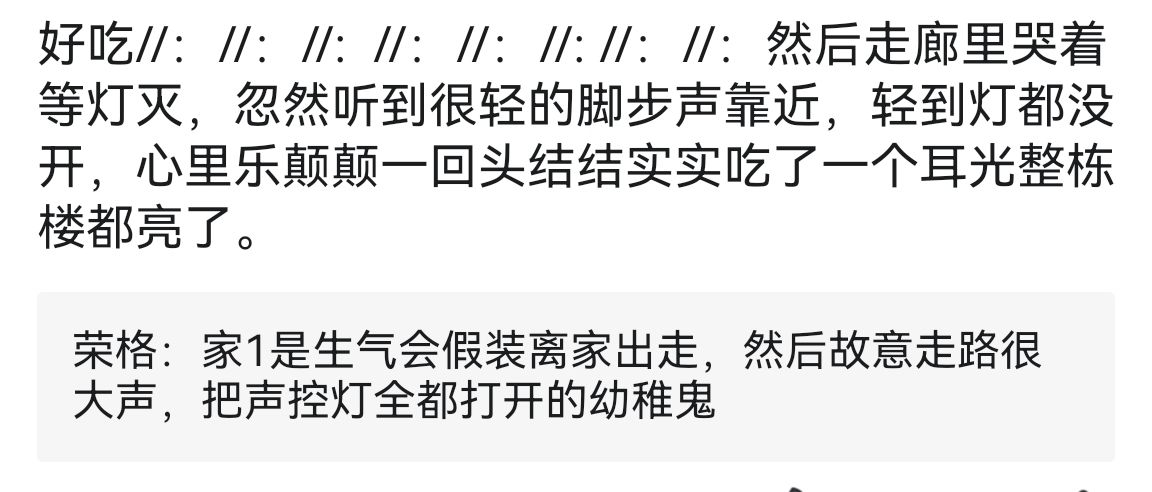 好吃//：//：//：//：//：//://：//：然后走廊里哭着
等灯灭，忽然听到很轻的脚步声靠近，轻到灯都没
开，心里乐颠颠一回头结结实实吃了一个耳光整栋
楼都亮了。
荣格：家1是生气会假装离家出走，然后故意走路很
大声，把声控灯全都打开的幼稚鬼